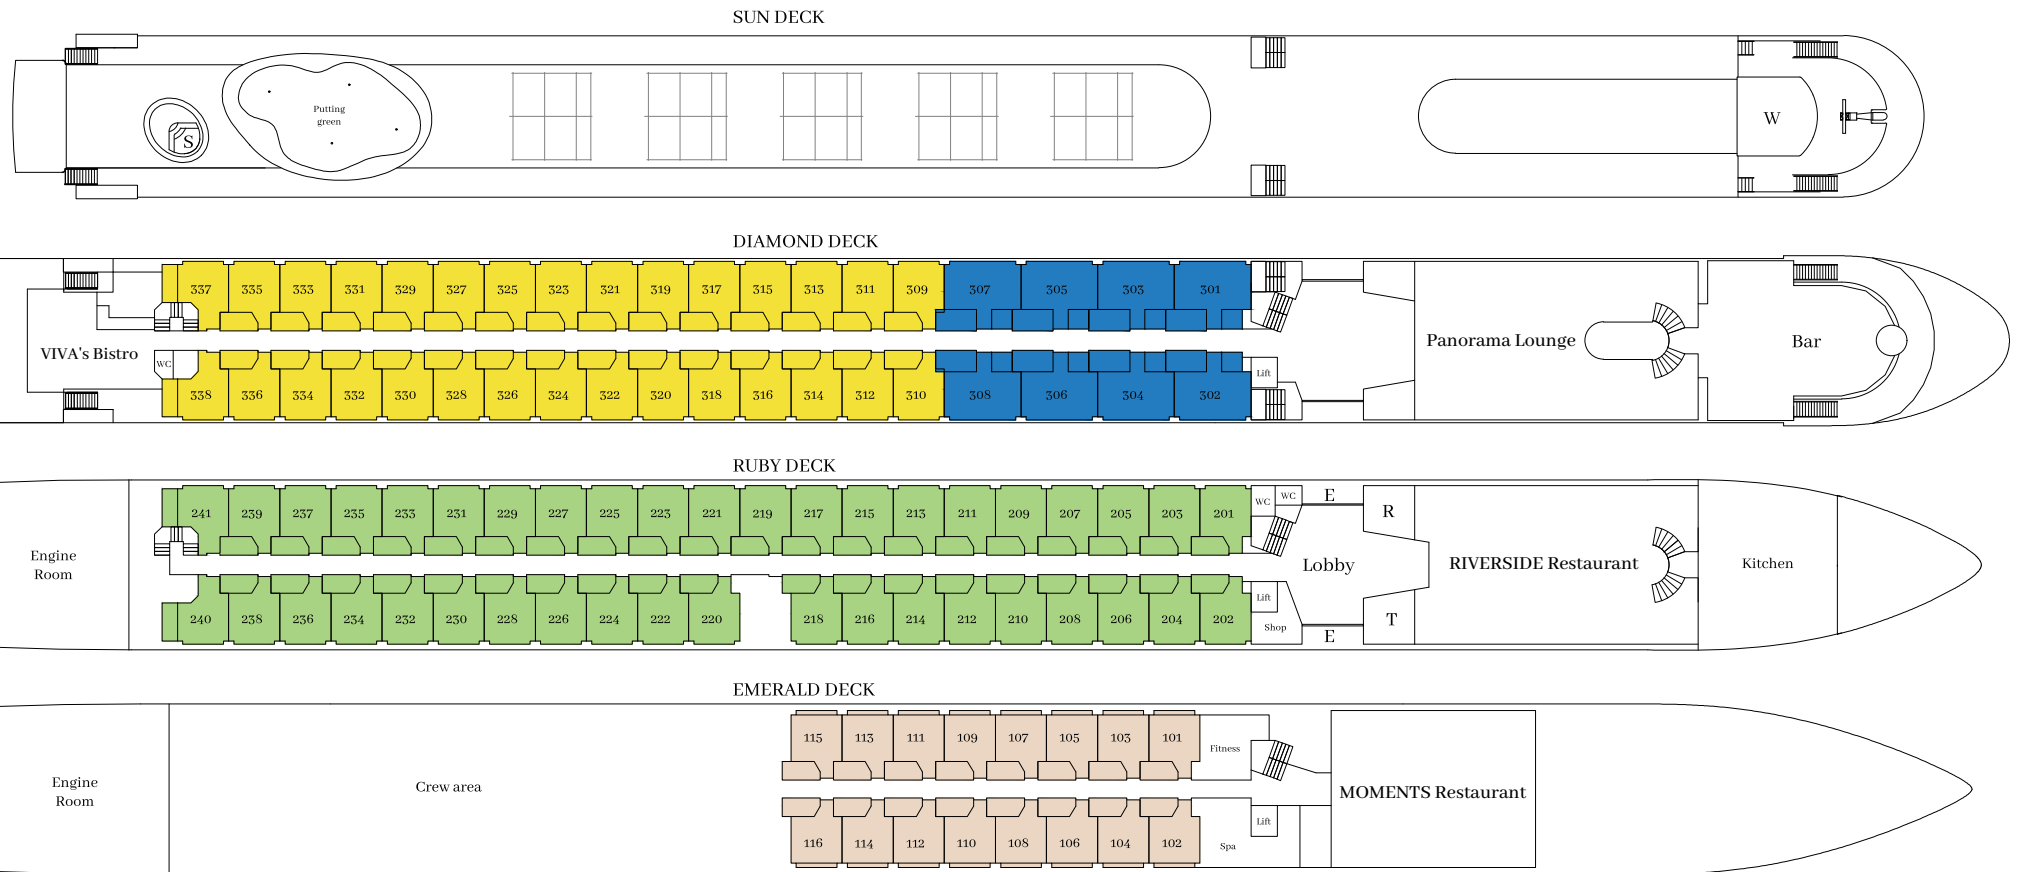 SUN DECK
Putting
green
S
W
DIAMOND DECK
337 335 333 331 329 327 325 323 321 319 317 315 313 311 309 307 305 303 301
VIVA's Bistro
WC
Panorama Lounge
Bar
Lift
338 336 334 332 330 328 326 324 322 320 318 316 314 312 310 308 306 304 302
RUBY DECK
WC
WC
E
R
241 239 237 235 233 231 229 227 225 223 221 219 217 215 213 211 209 207 205 203 201
Engine
Room
Lobby
RIVERSIDE Restaurant
Kitchen
Lift
240 238 236 234 232 230 228 226 224 222 220 218 216 214 212 210 208 206 204 202
Shop
T
E
EMERALD DECK
115 113 111 109 107 105 103 101
Fitness
Engine
Room
Crew area
MOMENTS Restaurant
Lift
116 114 112 110 108 106 104 102
Spa